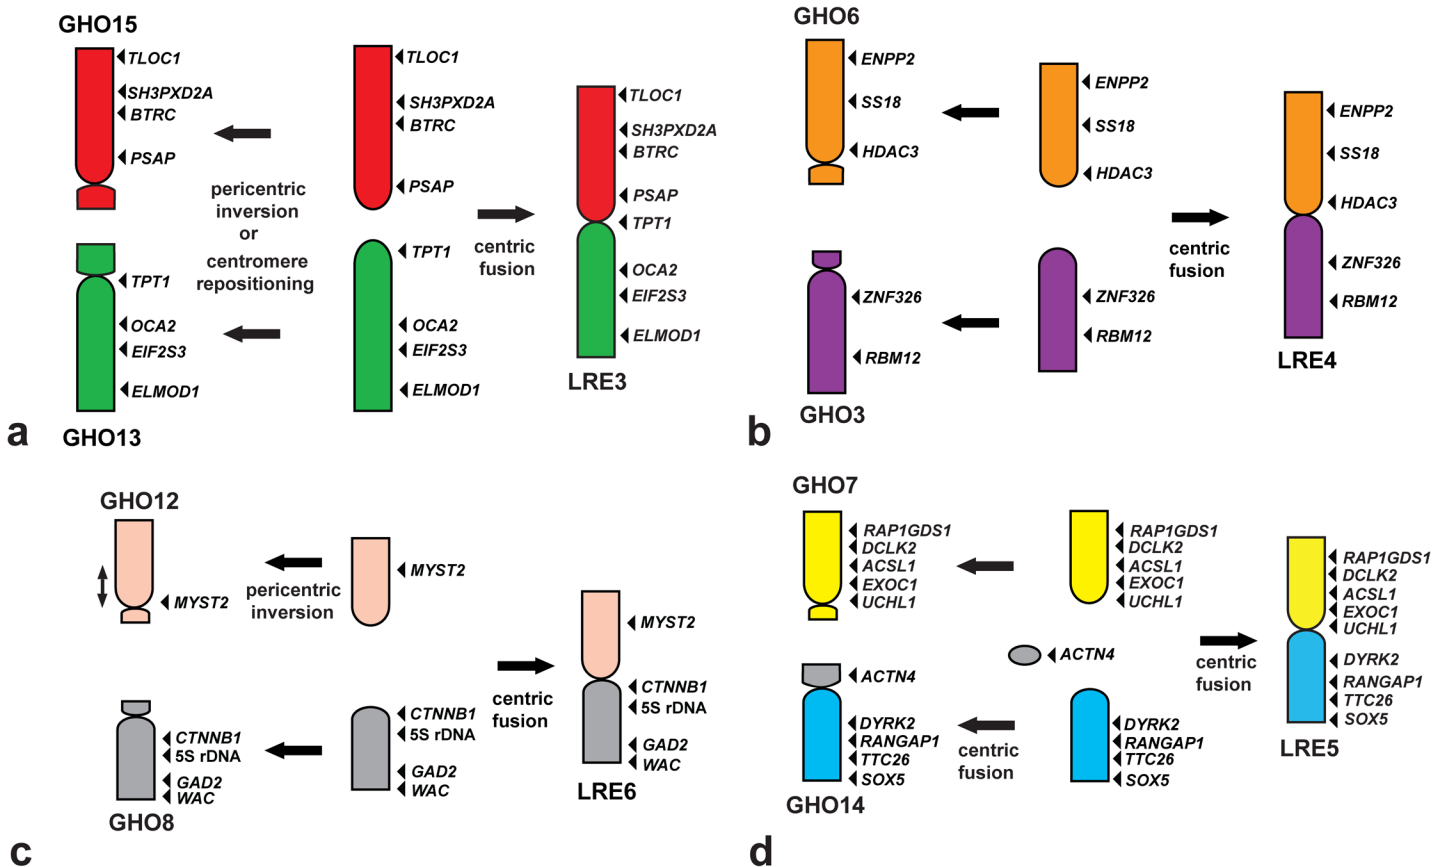 GHO15
TLOC1
SH3PXD2A
BTRC
PSAP
TPT1
OCA2
EIF2S3
ELMOD1
GHO13
pericentric
inversion
or
centromere
repositioning
TLOC1
SH3PXD2A
BTRC
PSAP
TPT1
OCA2
EIF2S3
ELMOD1
centric
fusion
TLOC1
SH3PXD2A
BTRC
PSAP
TPT1
OCA2
EIF2S3
ELMOD1
LRE3
a
GHO6
ENPP2
SS18
HDAC3
ZNF326
RBM12
GHO3
ENPP2
SS18
HDAC3
ZNF326
RBM12
centric
fusion
ENPP2
SS18
HDAC3
ZNF326
RBM12
LRE4
b
GHO12
MYST2
CTNNB1
5S rDNA
GAD2
WAC
GHO8
pericentric
inversion
MYST2
CTNNB1
5S rDNA
GAD2
WAC
centric
fusion
MYST2
CTNNB1
5S rDNA
GAD2
WAC
LRE6
c
GHO7
RAP1GDS1
DCLK2
ACSL1
EXOC1
UCHL1
ACTN4
DYRK2
RANGAP1
TTC26
SOX5
GHO14
centric
fusion
RAP1GDS1
DCLK2
ACSL1
EXOC1
UCHL1
ACTN4
DYRK2
RANGAP1
TTC26
SOX5
centric
fusion
RAP1GDS1
DCLK2
ACSL1
EXOC1
UCHL1
DYRK2
RANGAP1
TTC26
SOX5
LRE5
d